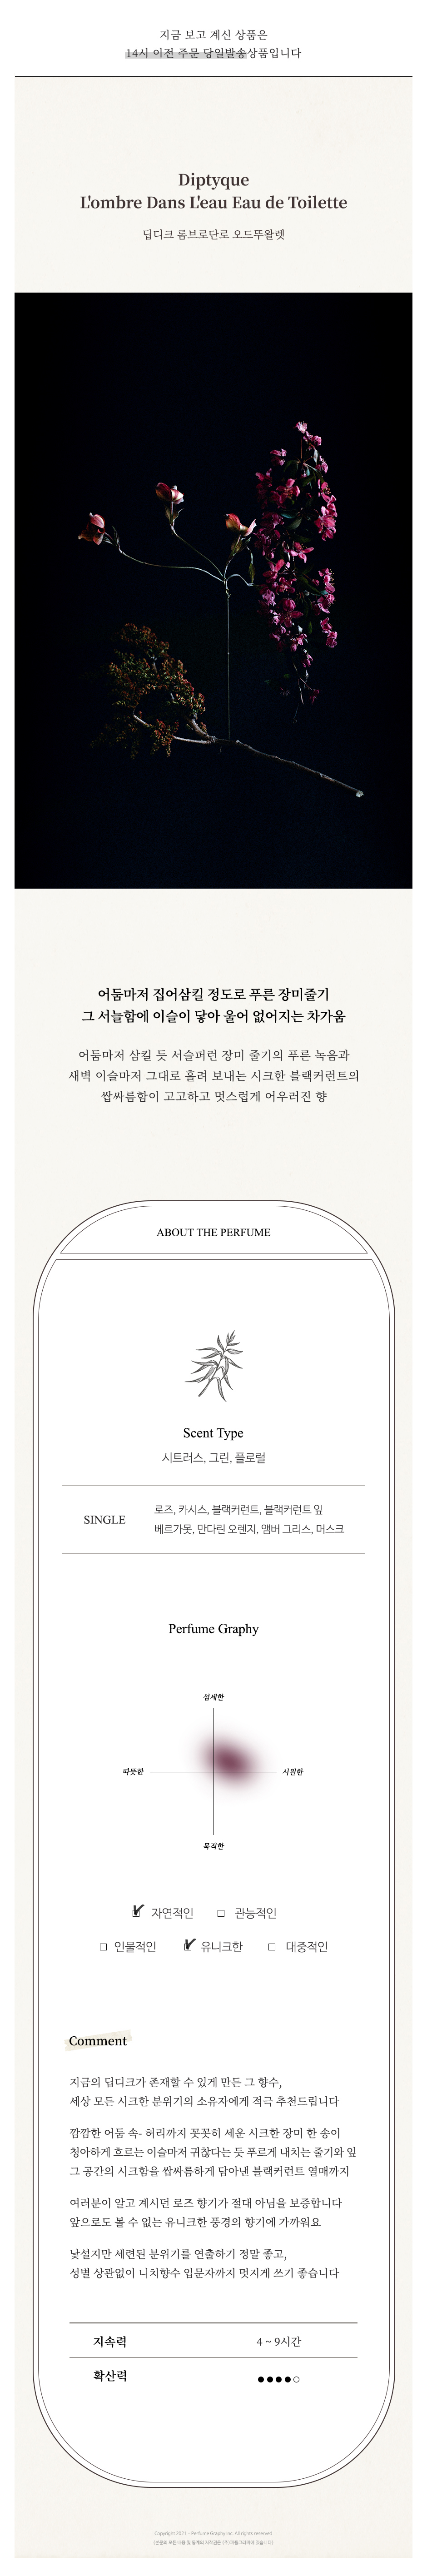 지금 보고 계신 상품은
14시 이전 주문 당일발송상품입니다
Diptyque
L'ombre Dans L'eau Eau de Toilette
딥디크 롬브로단로 오드뚜왈렛
어둠마저 집어삼킬 정도로 푸른 장미줄기
그 서늘함에 이슬이 닿아 울어 없어지는 차가움
어둠마저 삼킬 듯 서슬퍼런 장미 줄기의 푸른 녹음과
새벽 이슬마저 그대로 흘려 보내는 시크한 블랙커런트의
쌉싸름함이 고고하고 멋스럽게 어우러진 향
ABOUT THE PERFUME
Scent Type
시트러스, 그린, 플로럴
SINGLE
로즈, 카시스, 블랙커런트, 블랙커런트 잎
베르가못, 만다린 오렌지, 앰버 그리스, 머스크
Perfume Graphy
섬세한
따뜻한 시원한
묵직한
자연적인 관능적인
인물적인 유니크한 대중적인
Comment
지금의 딥디크가 존재할 수 있게 만든 그 향수,
세상 모든 시크한 분위기의 소유자에게 적극 추천드립니다
깜깜한 어둠 속- 허리까지 꼿꼿히 세운 시크한 장미 한 송이
청아하게 흐르는 이슬마저 귀찮다는 듯 푸르게 내치는 줄기와 잎
그 공간의 시크함을 쌉싸름하게 담아낸 블랙커런트 열매까지
여러분이 알고 계시던 로즈 향기가 절대 아님을 보증합니다
앞으로도 볼 수 없는 유니크한 풍경의 향기에 가까워요
낯설지만 세련된 분위기를 연출하기 정말 좋고,
성별 상관없이 니치향수 입문자까지 멋지게 쓰기 좋습니다
지속력 4 ~ 9시간
확산력 ●●●●○
Copyright 2021 - Perfume Graphy Inc. All rights reserved.